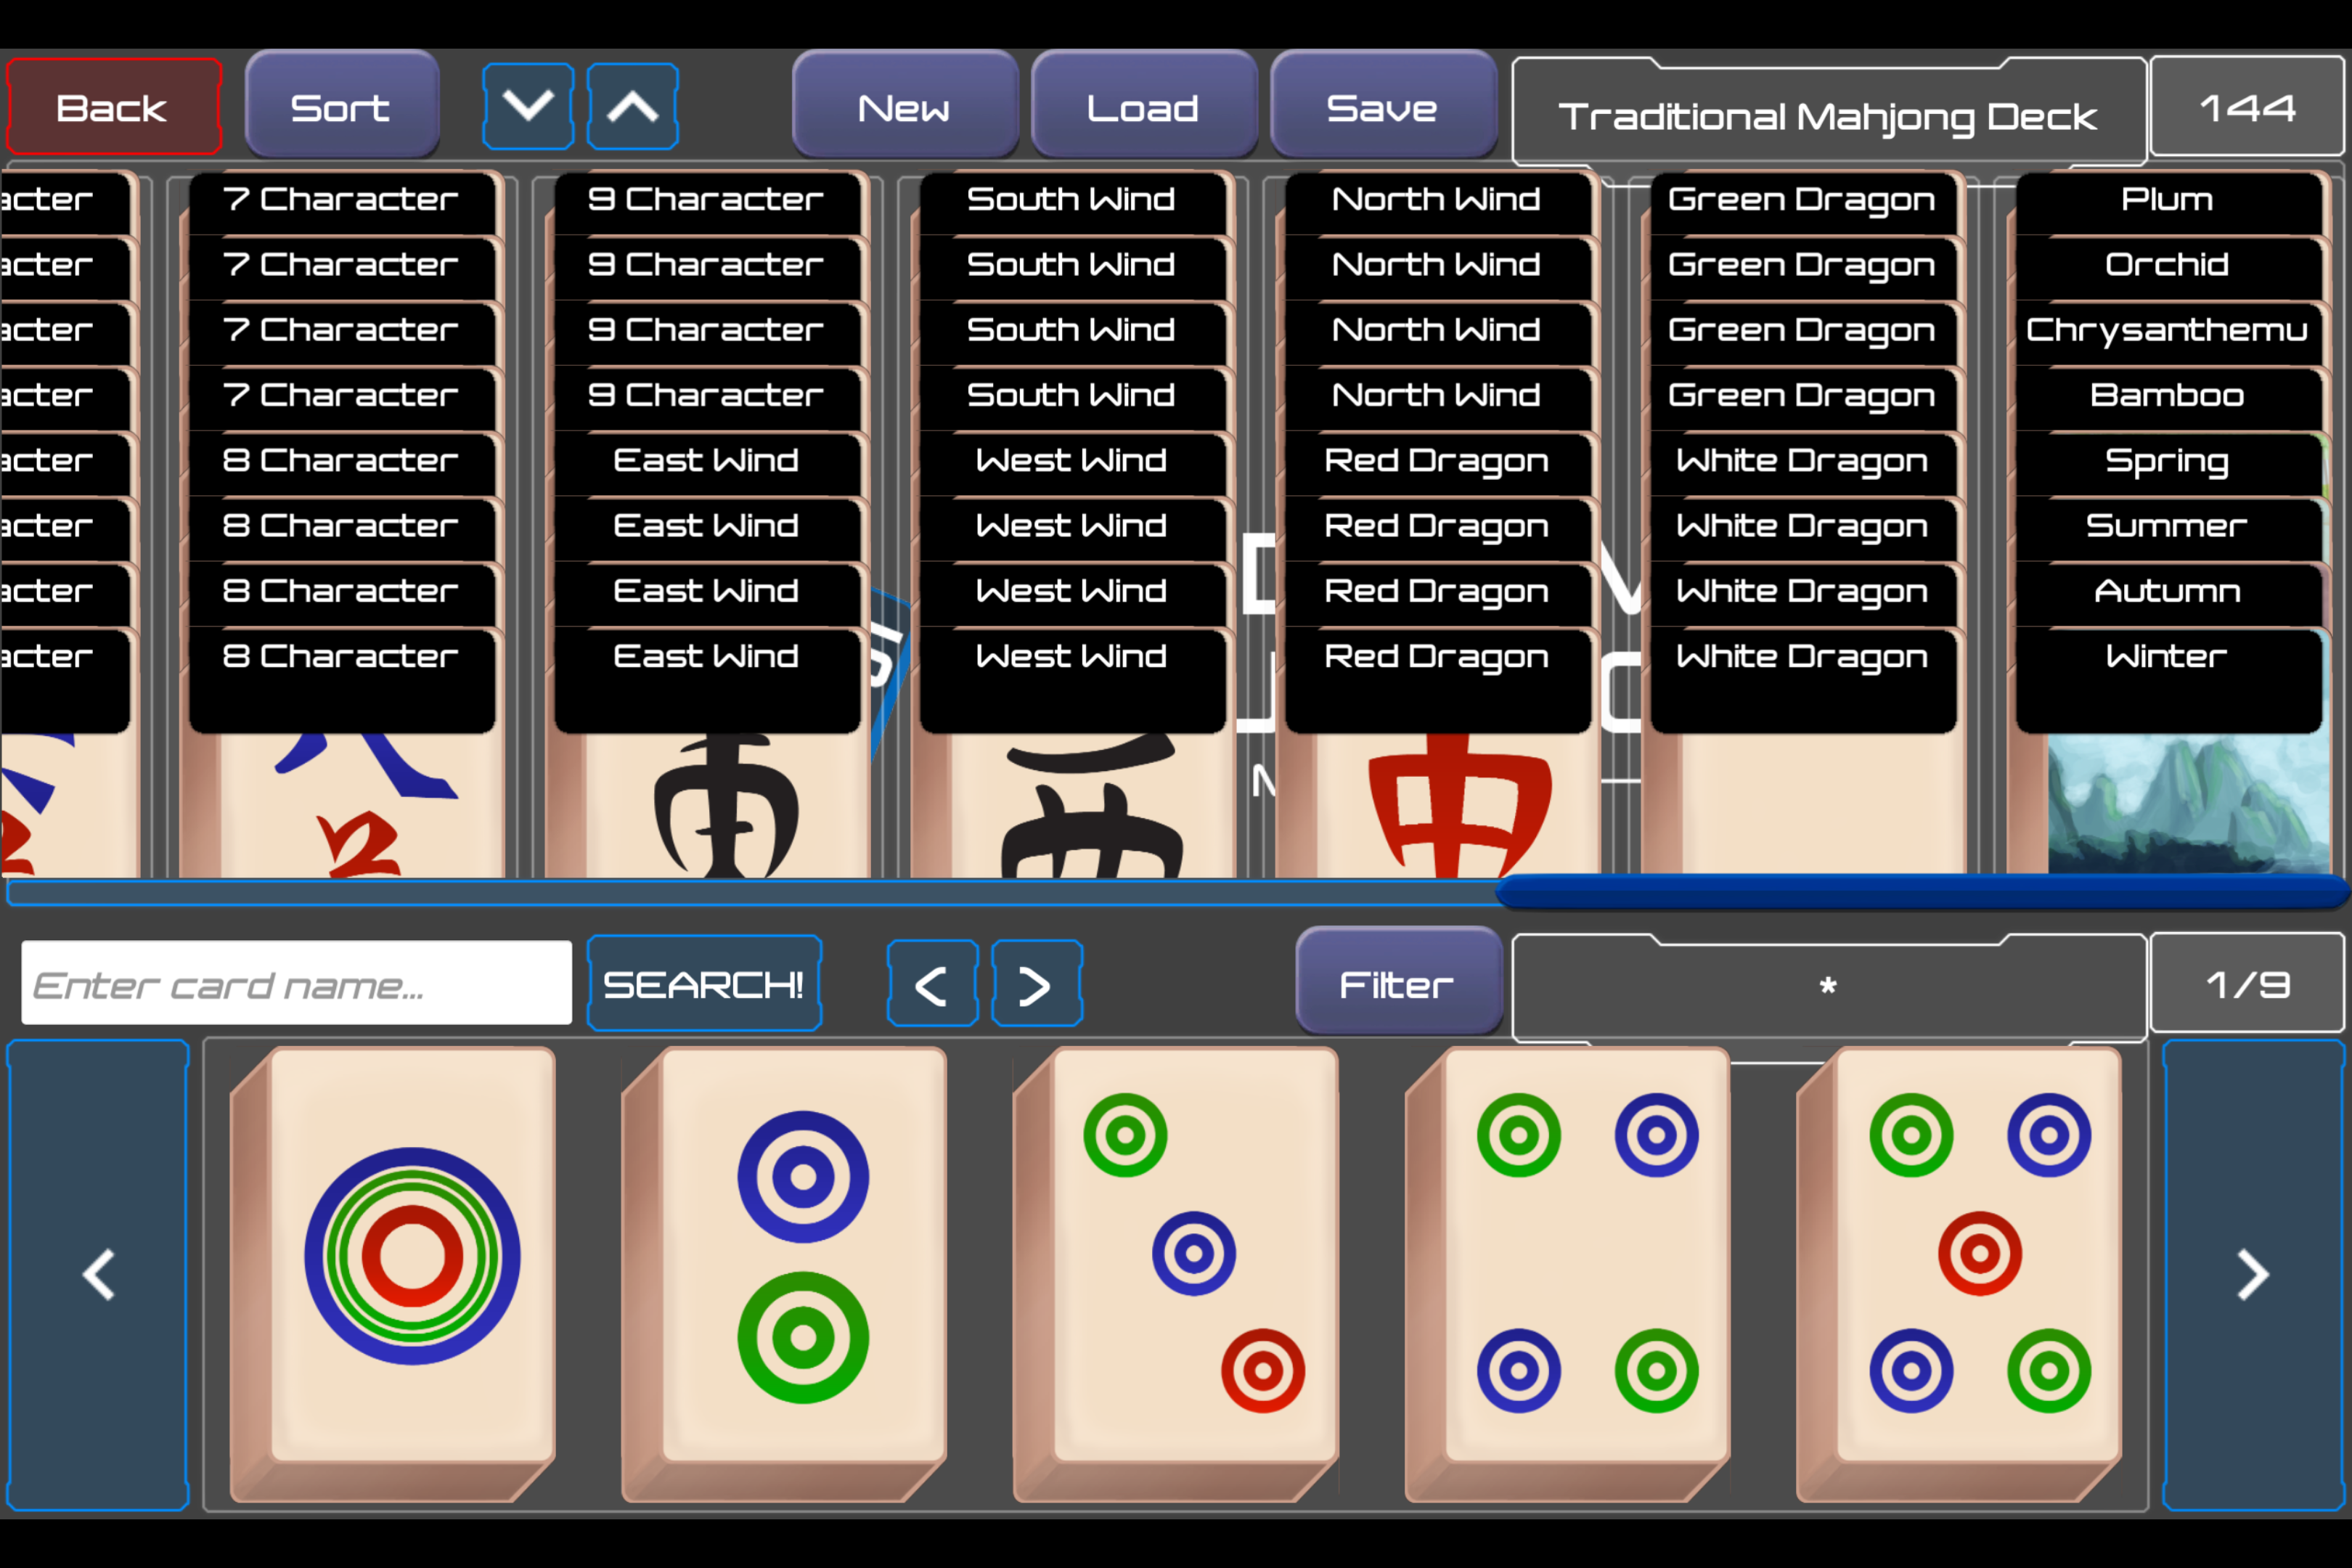 Back
Sort
New
Load
Save
Traditional Mahjong Deck
144
acter
acter
acter
acter
acter
acter
acter
acter
7 Character
7 Character
7 Character
7 Character
8 Character
8 Character
8 Character
8 Character
9 Character
9 Character
9 Character
9 Character
East Wind
East Wind
East Wind
East Wind
South Wind
South Wind
South Wind
South Wind
West Wind
West Wind
West Wind
West Wind
North Wind
North Wind
North Wind
North Wind
Red Dragon
Red Dragon
Red Dragon
Red Dragon
中
Green Dragon
Green Dragon
Green Dragon
Green Dragon
White Dragon
White Dragon
White Dragon
White Dragon
Plum
Orchid
Chrysanthemu
Bamboo
Spring
Summer
Autumn
Winter
Enter card name...
SEARCH!
<
>
Filter
*
1/9
<
>